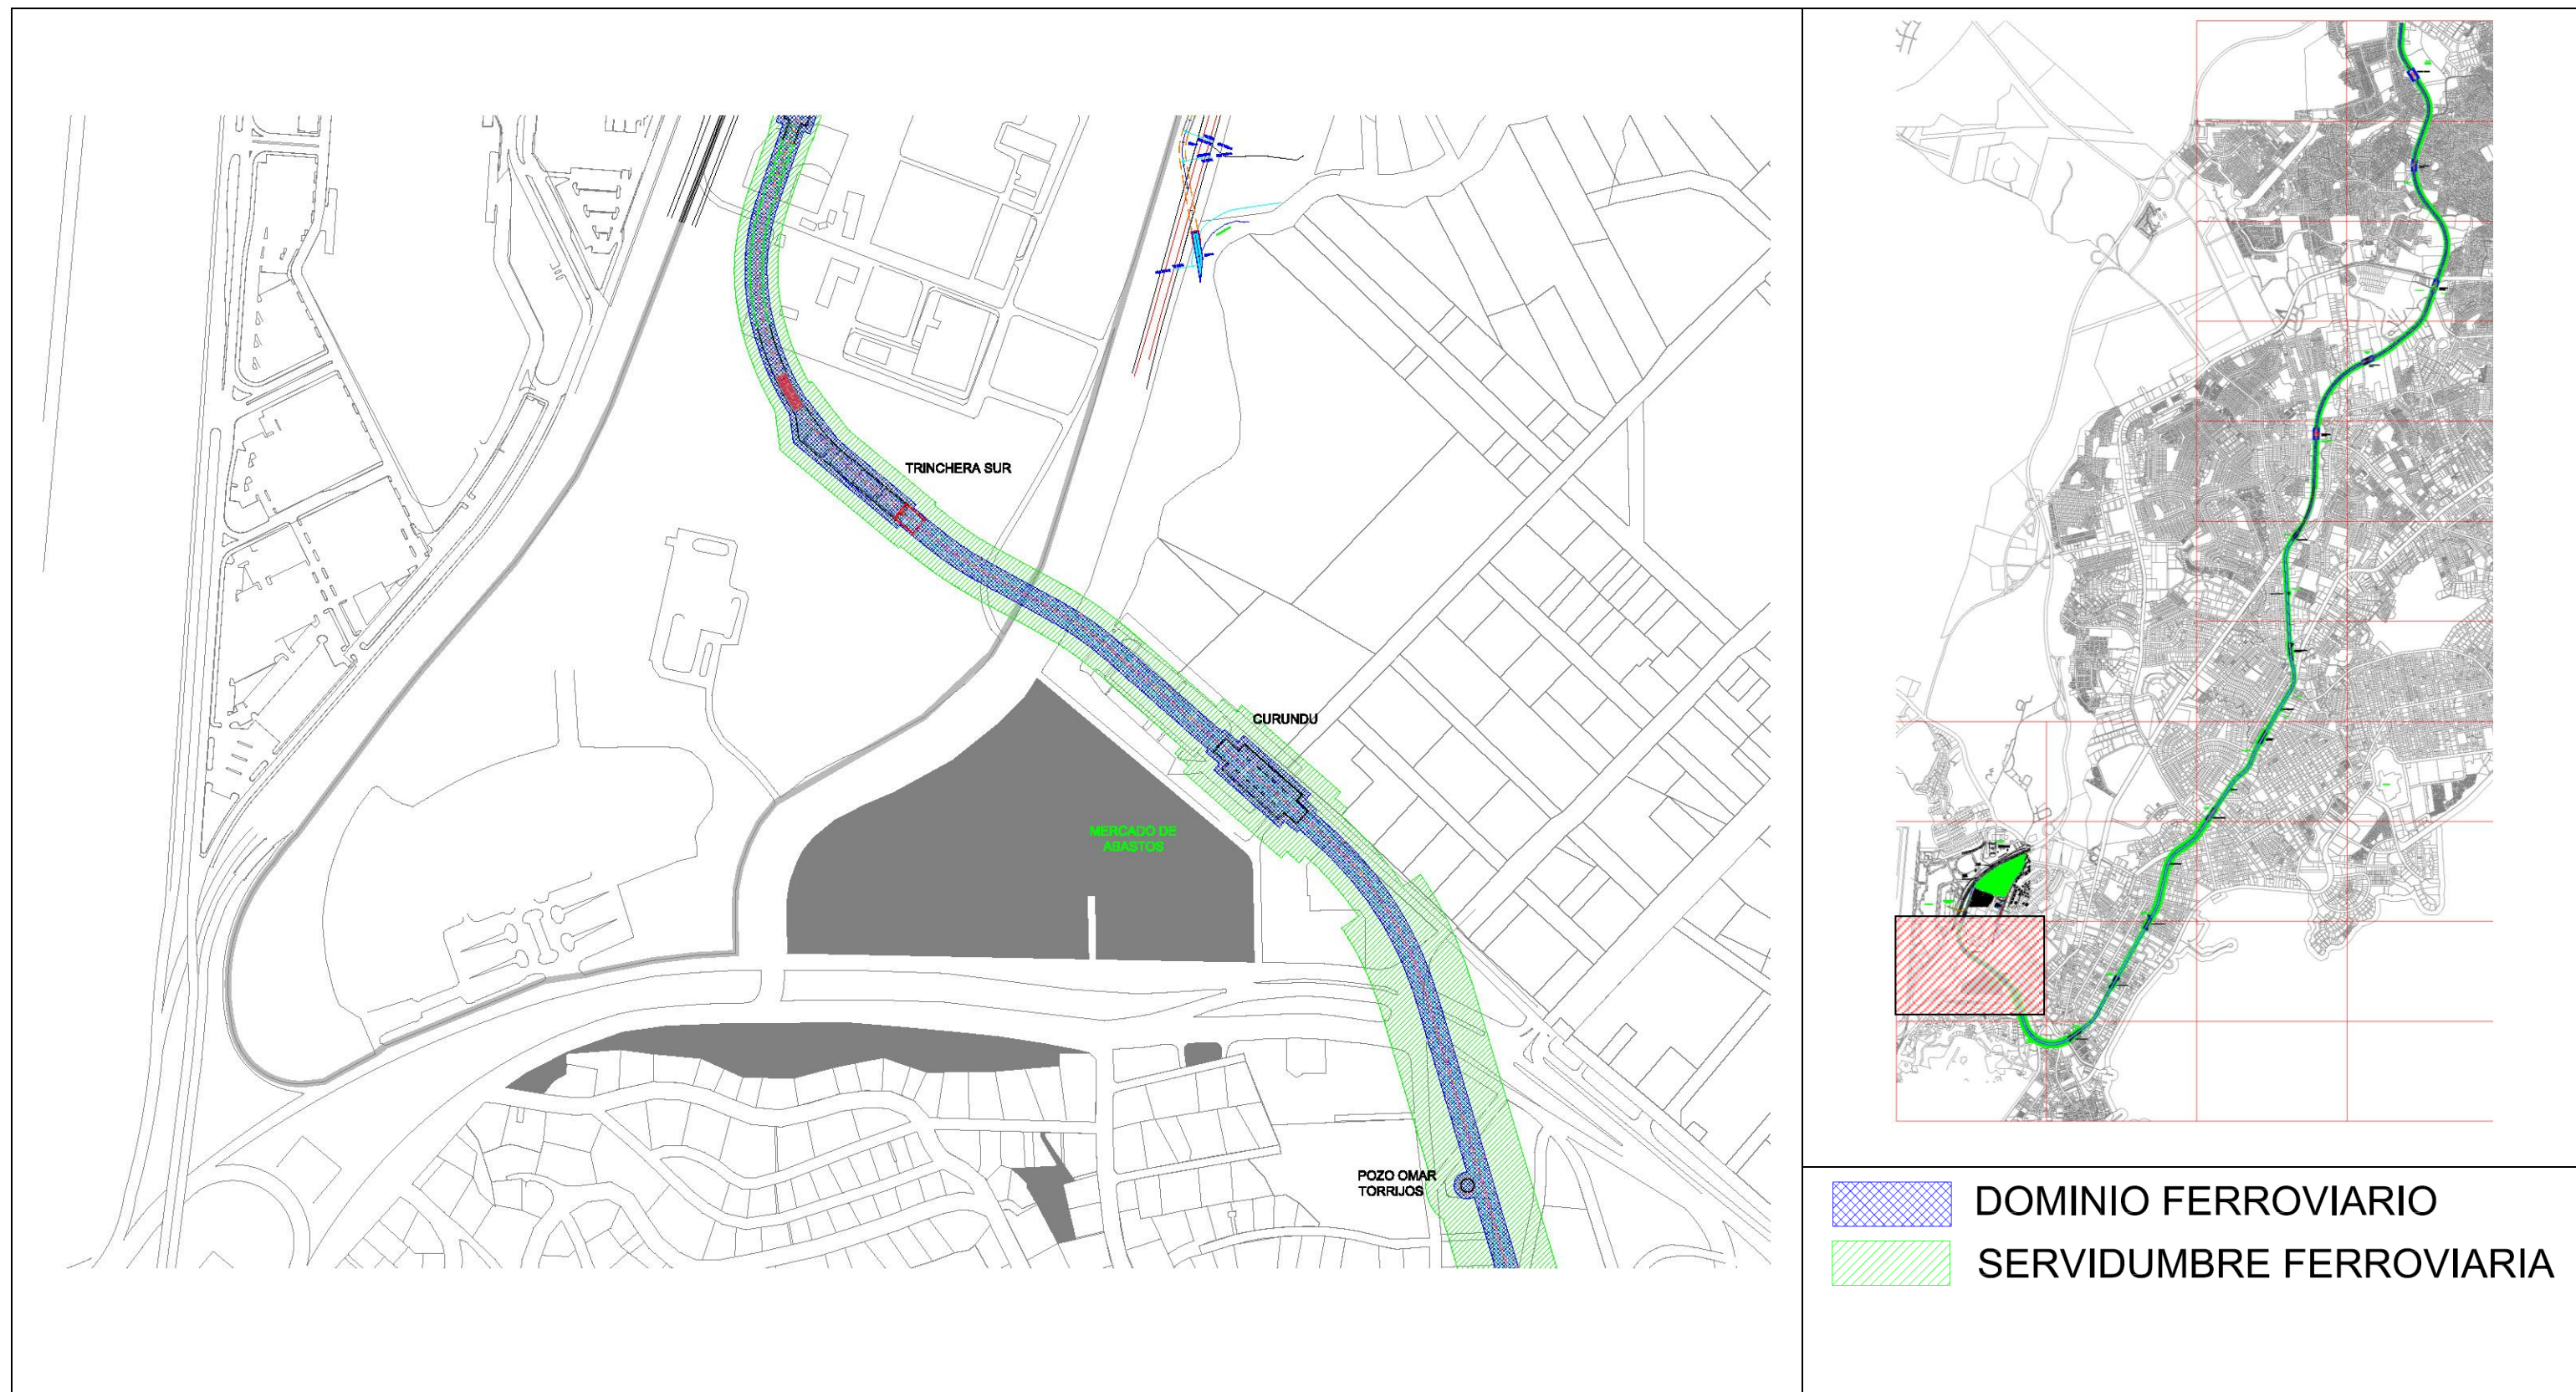 TRINCHERA SUR
CURUNDU
MERCADO DE
ABASTOS
POZO OMAR
TORRIJOS
DOMINIO FERROVIARIO
SERVIDUMBRE FERROVIARIA